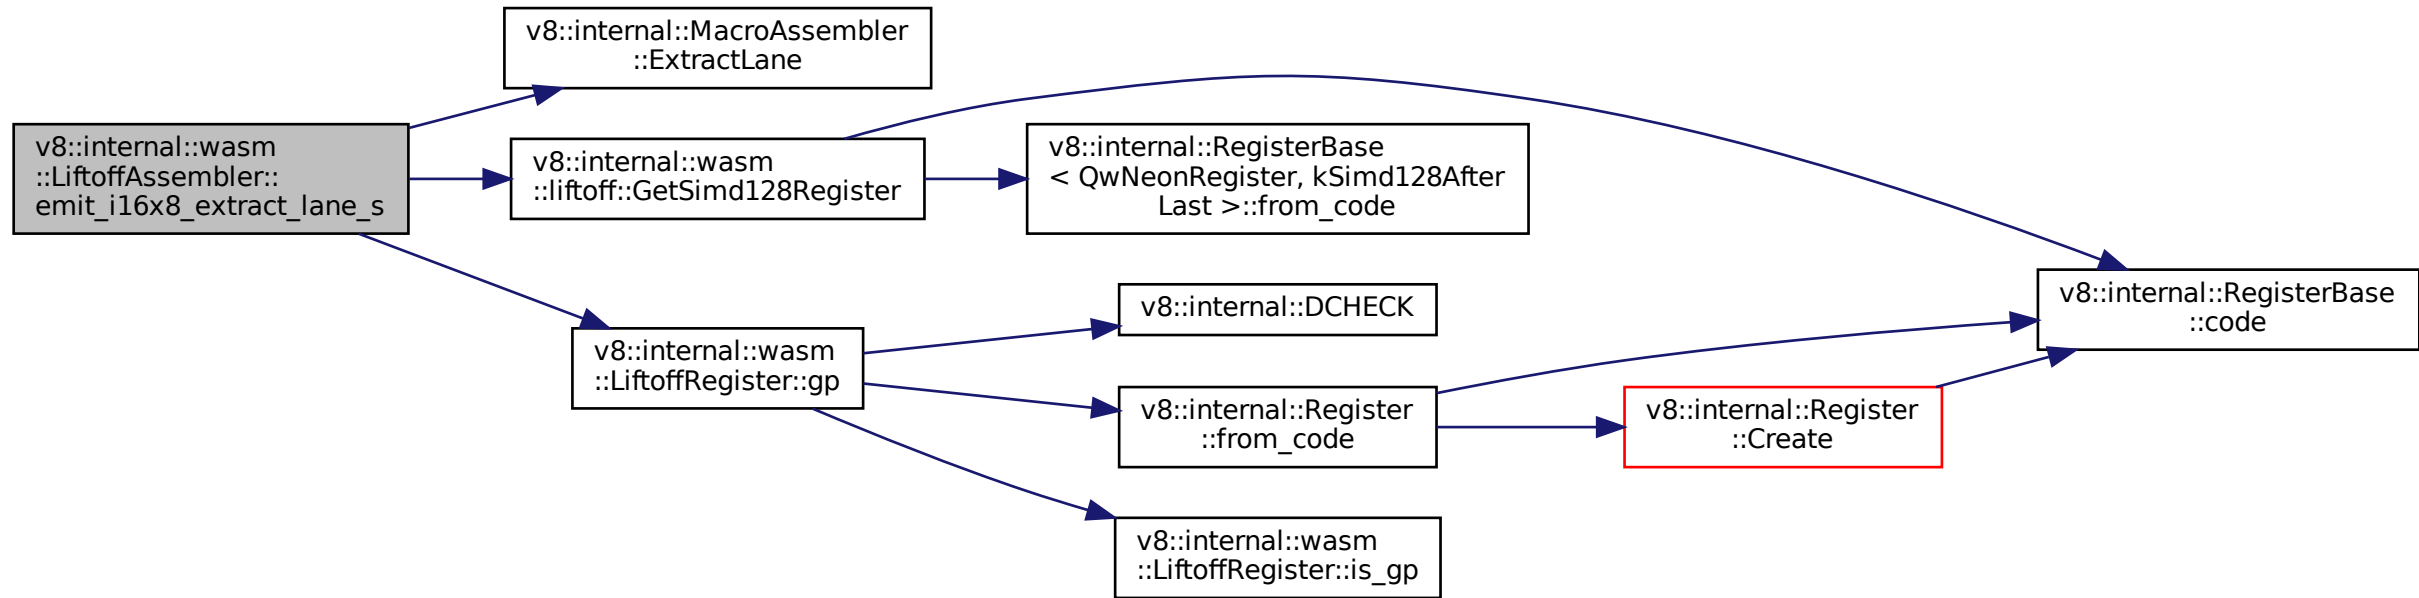 v8::internal::MacroAssembler
::ExtractLane
v8::internal::wasm
::LiftoffAssembler::
emit_i16x8_extract_lane_s
v8::internal::wasm
::liftoff::GetSimd128Register
v8::internal::RegisterBase
< QwNeonRegister, kSimd128After
Last >::from_code
v8::internal::RegisterBase
::code
v8::internal::DCHECK
v8::internal::wasm
::LiftoffRegister::gp
v8::internal::Register
::from_code
v8::internal::Register
::Create
v8::internal::wasm
::LiftoffRegister::is_gp